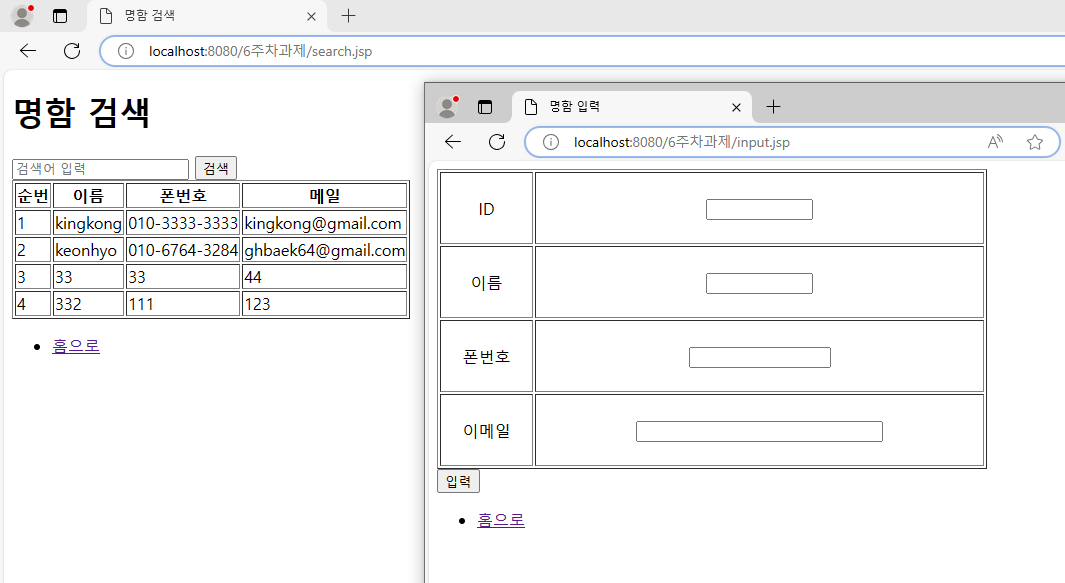 명함 검색
localhost:8080/6주차과제/search.jsp
명함 검색
검색어 입력 검색
순번 이름 폰번호 메일
1 kingkong 010-3333-3333 kingkong@gmail.com
2 keonhyo 010-6764-3284 ghbaek64@gmail.com
3 33 33 44
4 332 111 123
홈으로
명함 입력
localhost:8080/6주차과제/input.jsp
ID
이름
폰번호
이메일
입력
홈으로